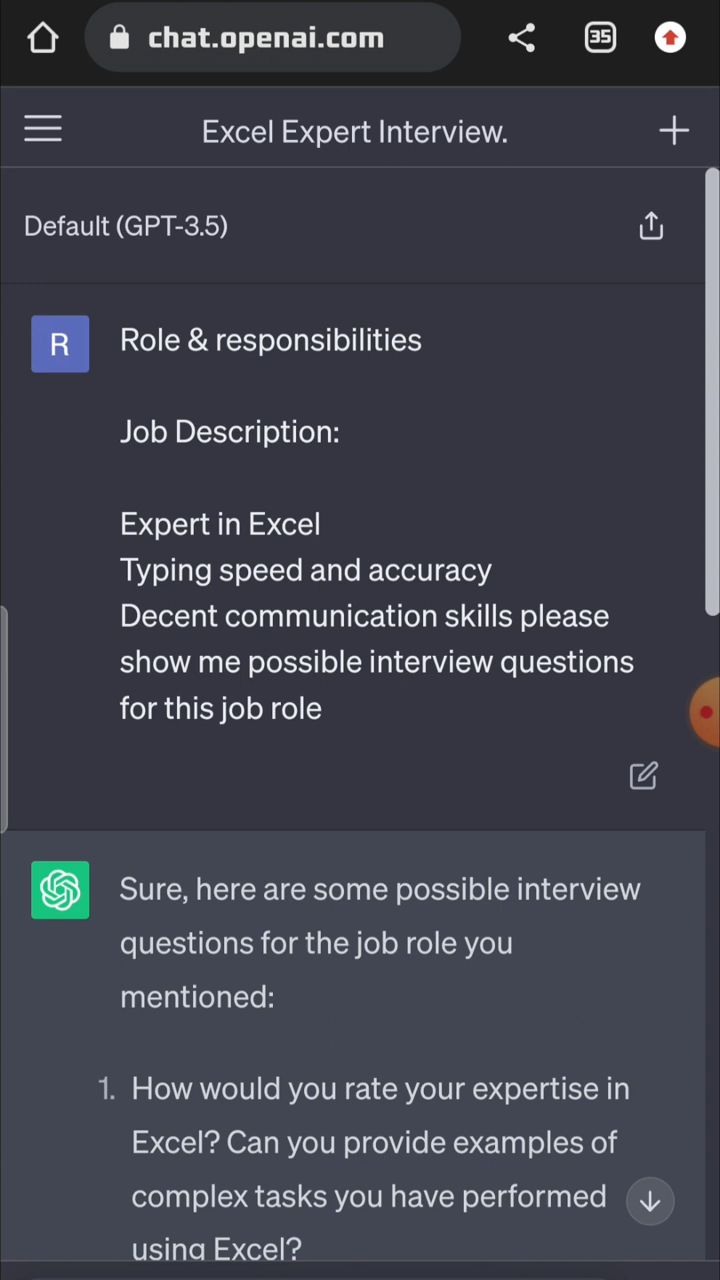 chat.openai.com
35
Excel Expert Interview.
Default (GPT-3.5)
R
Role & responsibilities
Job Description:
Expert in Excel
Typing speed and accuracy
Decent communication skills please
show me possible interview questions
for this job role
Sure, here are some possible interview
questions for the job role you
mentioned:
1. How would you rate your expertise in
Excel? Can you provide examples of
complex tasks you have performed
using Excel?